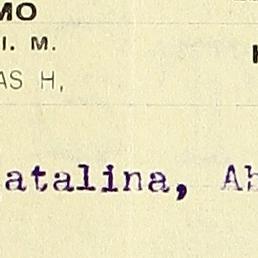 MO
I. M.
AS H,
atalina, Ab